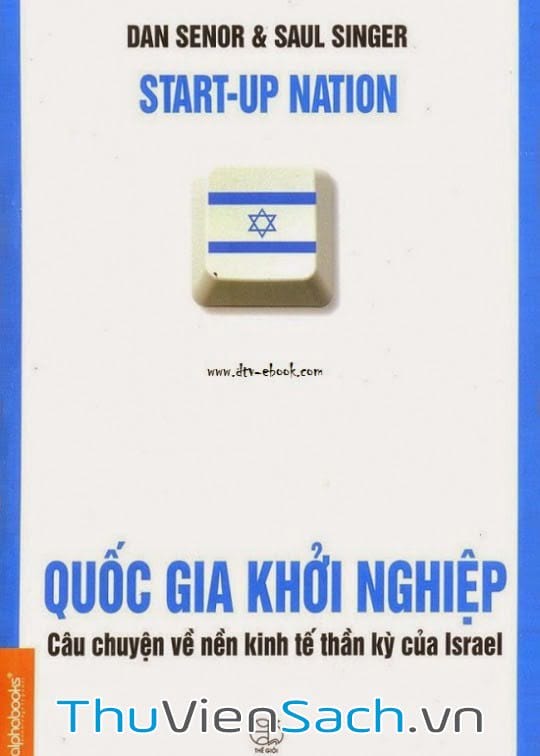 DAN SENOR & SAUL SINGER
START-UP NATION
www.dtv-ebook.com
QUỐC GIA KHỞI NGHIỆP
Câu chuyện về nền kinh tế thần kỳ của Israel
alphabooks®
ThuVienSach.vn
THẾ GIỚI